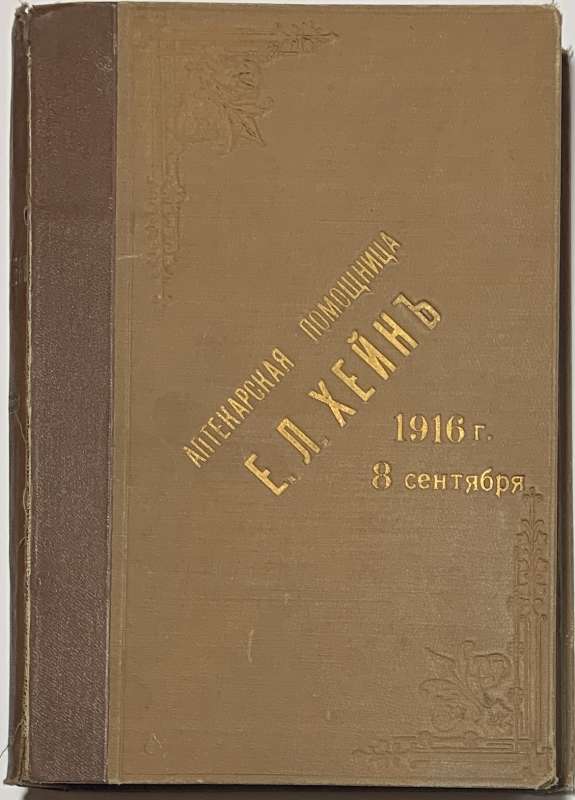 АПТЕКАРСКАЯ ПОМОЩНИЦА
Е. Л. ХЕЙНЪ
1916 г.
8 сентября